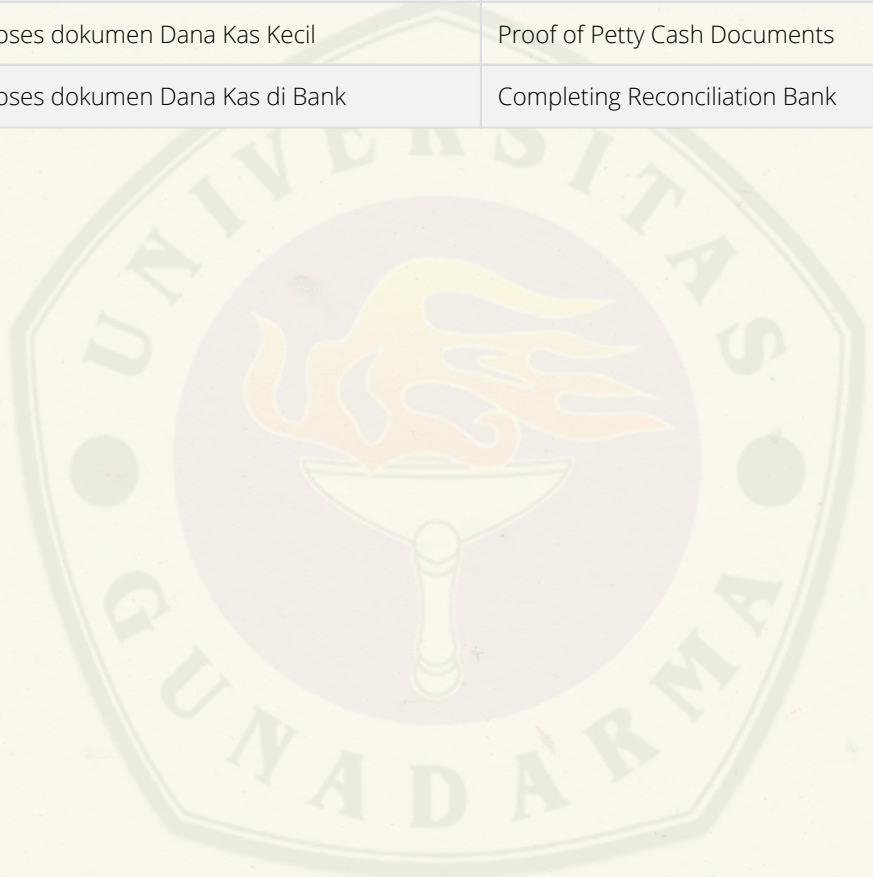 oses dokumen Dana Kas Kecil
Proof of Petty Cash Documents
oses dokumen Dana Kas di Bank
Completing Reconciliation Bank
UNIVERSITAS
GUNADARMA